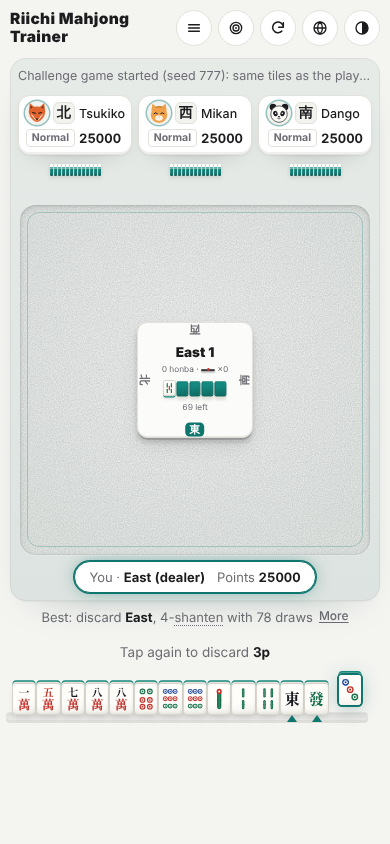 Riichi Mahjong
Trainer
Challenge game started (seed 777): same tiles as the play...
北 Tsukiko
Normal 25000
西 Mikan
Normal 25000
南 Dango
Normal 25000
西
East 1
北
南
0 honba · ×0
69 left
東
You · East (dealer) Points 25000
Best: discard East, 4-shanten with 78 draws More
Tap again to discard 3p
一萬 五萬 七萬 八萬 八萬 東 發